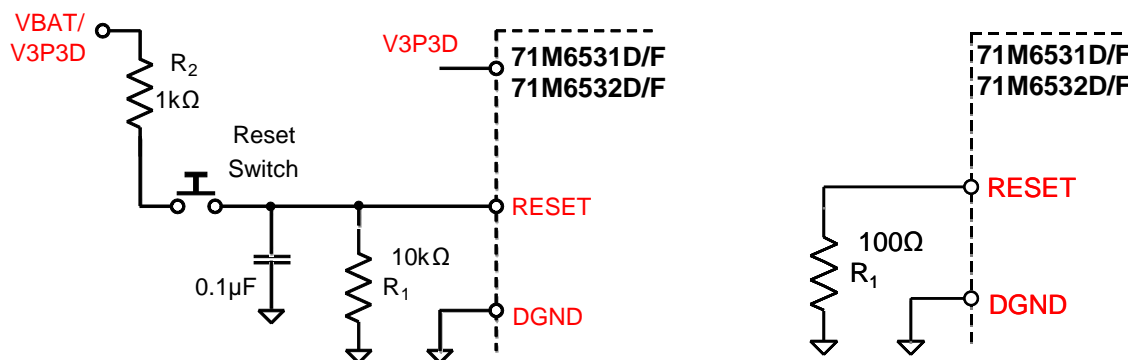 VBAT/
V3P3D
R2
1kΩ
Reset
Switch
0.1µF
10kΩ
R1
V3P3D
71M6531D/F
71M6532D/F
RESET
DGND
71M6531D/F
71M6532D/F
RESET
100Ω
R1
DGND